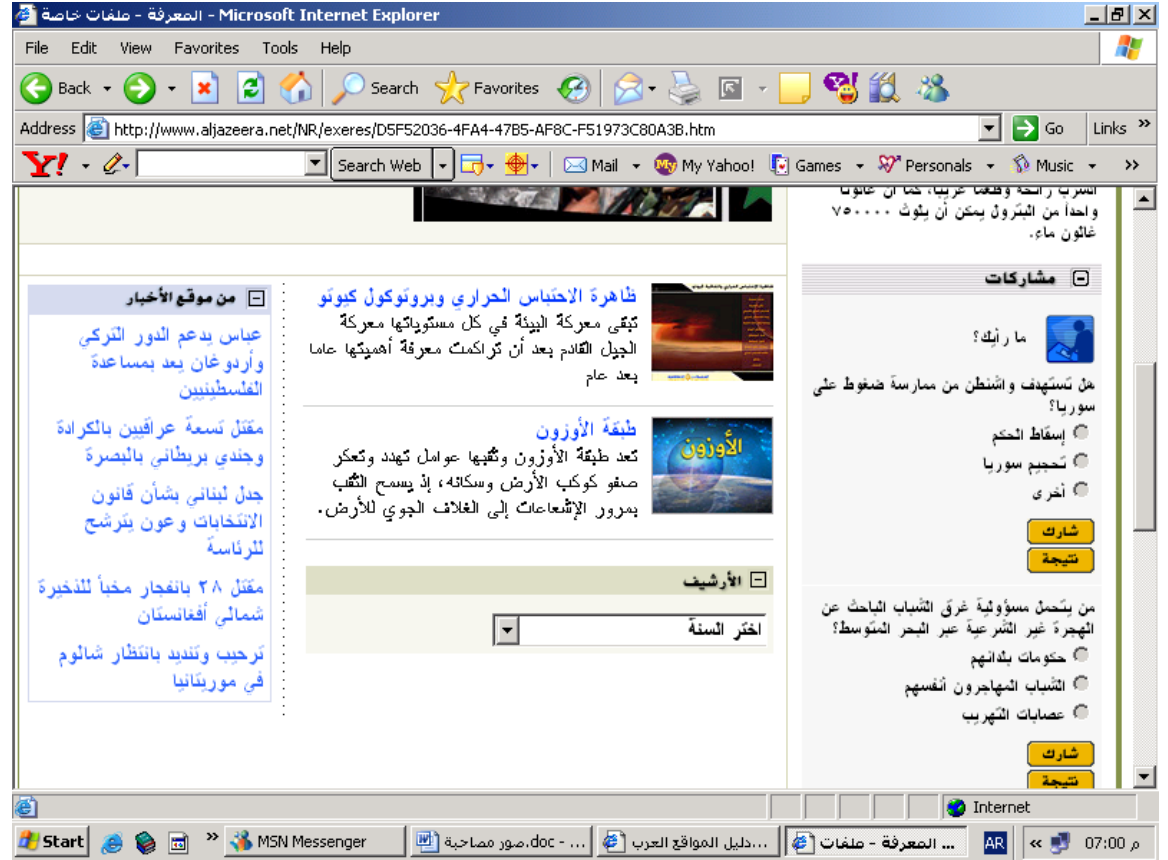 المعرفة - ملفات خاصة - Microsoft Internet Explorer
File Edit View Favorites Tools Help
Back Search Favorites
Address http://www.aljazeera.net/NR/exeres/D5F52036-4FA4-47B5-AF8C-F51973C80A3B.htm Go Links »
Y! Search Web Mail My Yahoo! Games Personals Music »
واحداً من البترول يمكن أن يلوث ٧٥٠٠٠٠
غالون ماء.
مشاركات
ما رأيك؟
هل تستهدف واشنطن من ممارسة ضغوط على
سوريا؟
إسقاط الحكم
تحجيم سوريا
أخرى
شارك
نتيجة
من يتحمل مسؤولية غرق الشباب الباحث عن
الهجرة غير الشرعية عبر البحر المتوسط؟
حكومات بلدانهم
الشباب المهاجرون أنفسهم
عصابات التهريب
شارك
نتيجة
ظاهرة الاحتباس الحراري وبروتوكول كيوتو
تبقى معركة البيئة في كل مستوياتها معركة
الجيل القادم بعد أن تراكمت معرفة أهميتها عاما
بعد عام
الأوزون
طبقة الأوزون
تعد طبقة الأوزون وثقبها عوامل تهدد وتعكر
صفو كوكب الأرض وسكانه، إذ يسمح الثقب
بمرور الإشعاعات إلى الغلاف الجوي للأرض.
الأرشيف
اختر السنة
من موقع الأخبار
عباس يدعم الدور التركي
وأردوغان يعد بمساعدة
الفلسطينيين
مقتل تسعة عراقيين بالكرادة
وجندي بريطاني بالبصرة
جدل لبناني بشأن قانون
الانتخابات وعون يترشح
للرئاسة
مقتل ٢٨ بانفجار مخبأ للذخيرة
شمالي أفغانستان
ترحيب وتنديد بانتظار شالوم
في موريتانيا
Internet
Start » MSN Messenger صور مصاحبة.doc - ... دليل المواقع العرب... المعرفة - ملفات ... AR « 07:00 م